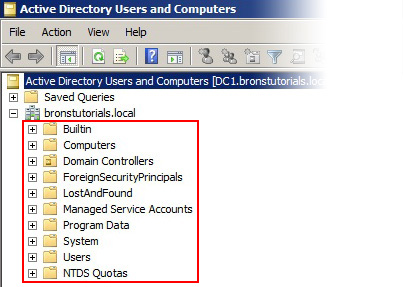 Active Directory Users and Computers
File Action View Help
Active Directory Users and Computers [DC1.bronstutorials.loc
Saved Queries
bronstutorials.local
Builtin
Computers
Domain Controllers
ForeignSecurityPrincipals
LostAndFound
Managed Service Accounts
Program Data
System
Users
NTDS Quotas